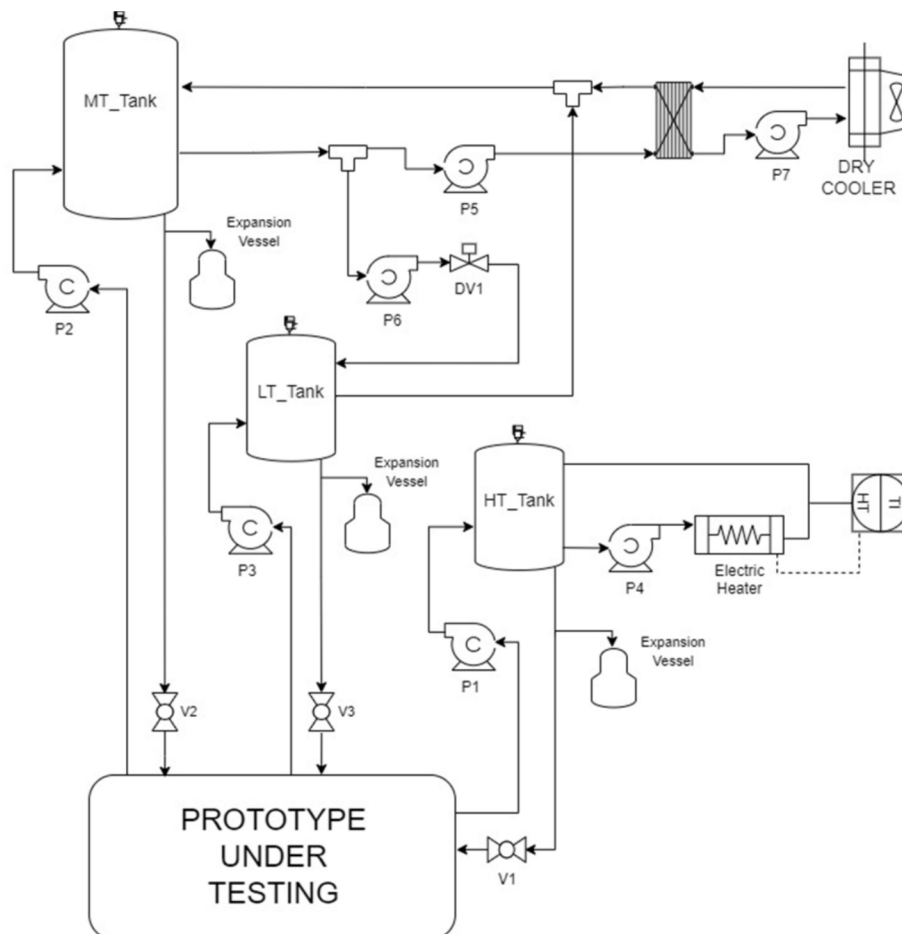 MT_Tank
P5
P7
DRY
COOLER
Expansion
Vessel
P2
P6
DV1
LT_Tank
Expansion
Vessel
HT_Tank
HT
TI
P3
P4
Electric
Heater
P1
Expansion
Vessel
V2
V3
PROTOTYPE
UNDER
TESTING
V1